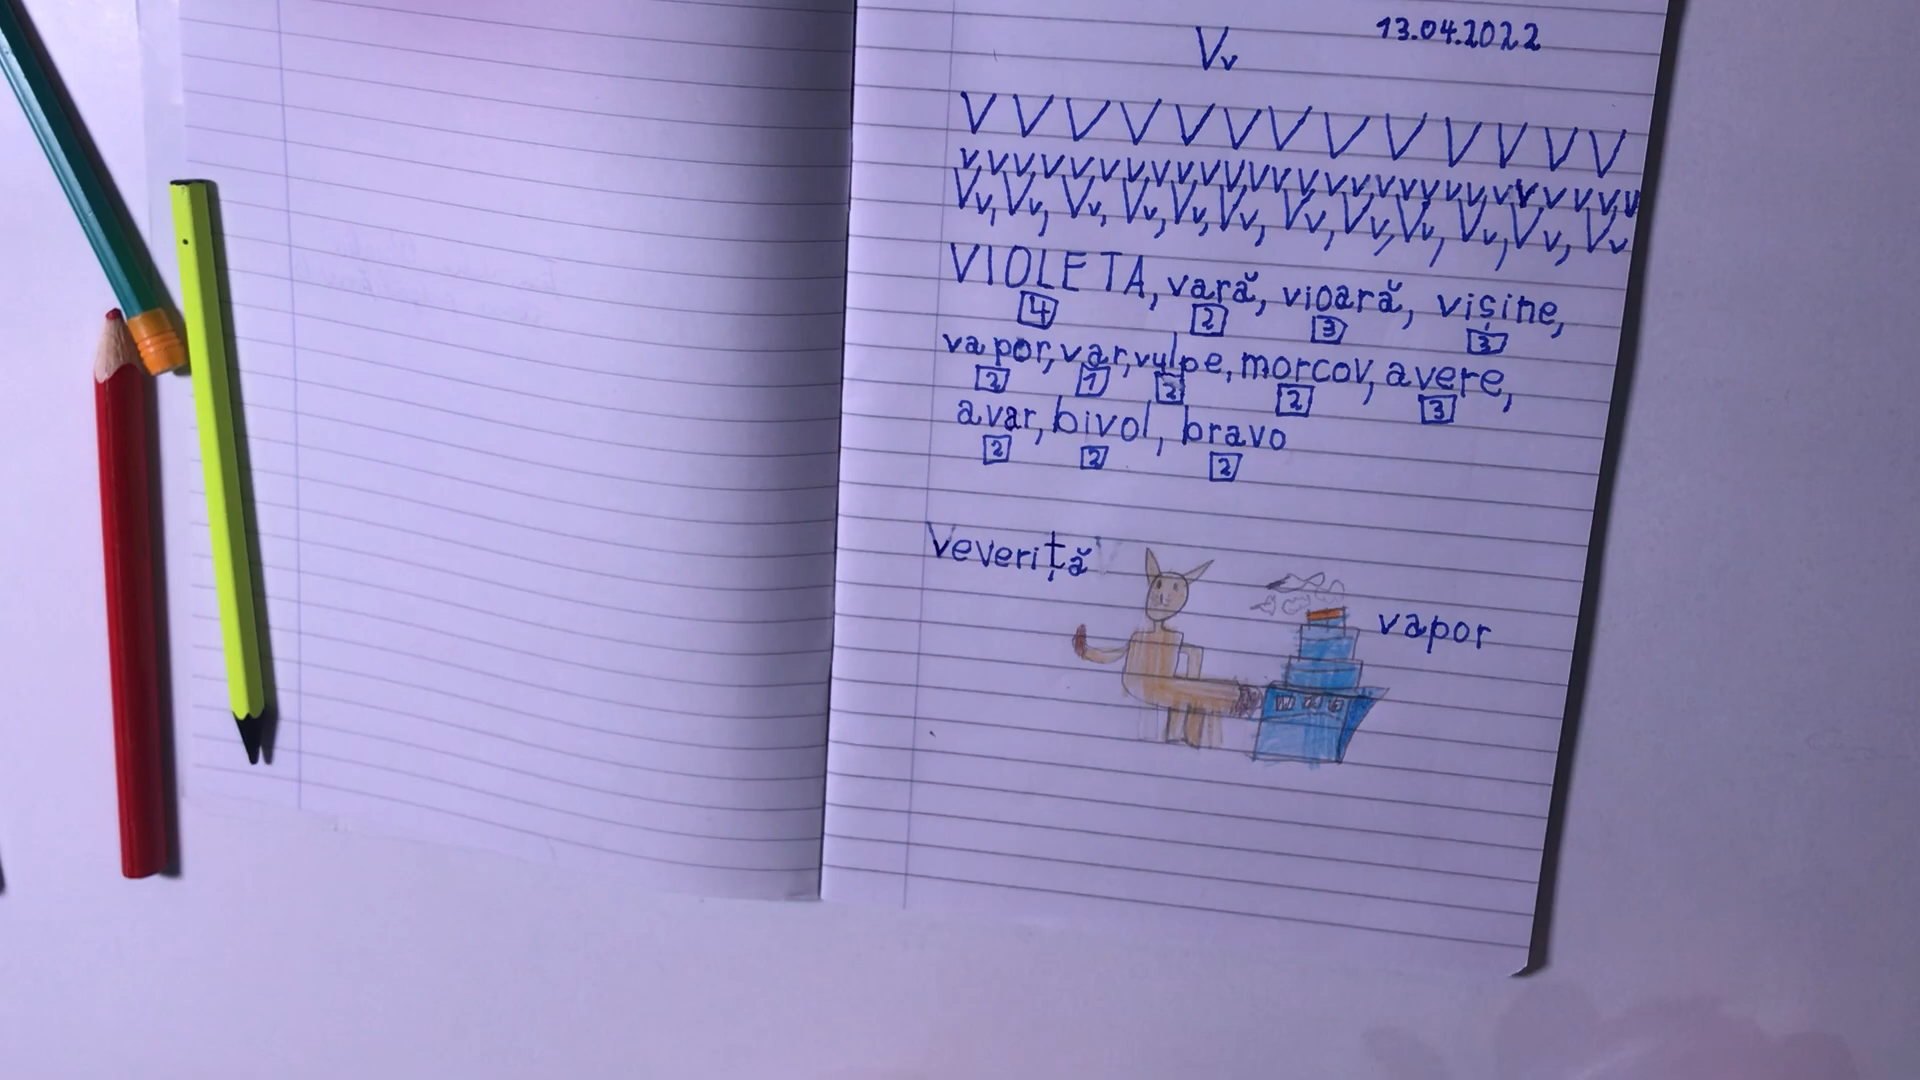 13.04.2022
Vv
V V V V V V V V V V V V V
v v v v v v v v v v v v v v v v v v v v v v v v v v v v
Vv, Vv, Vv, Vv, Vv, Vv, Vv, Vv, Vv, Vv, Vv, Vv
VIOLETA, vară, vioară, vișine,
4 2 3 3
vapor, var, vulpe, morcov, avere,
2 1 2 2 3
avar, bivol, bravo
2 2 2
Veveriță
vapor